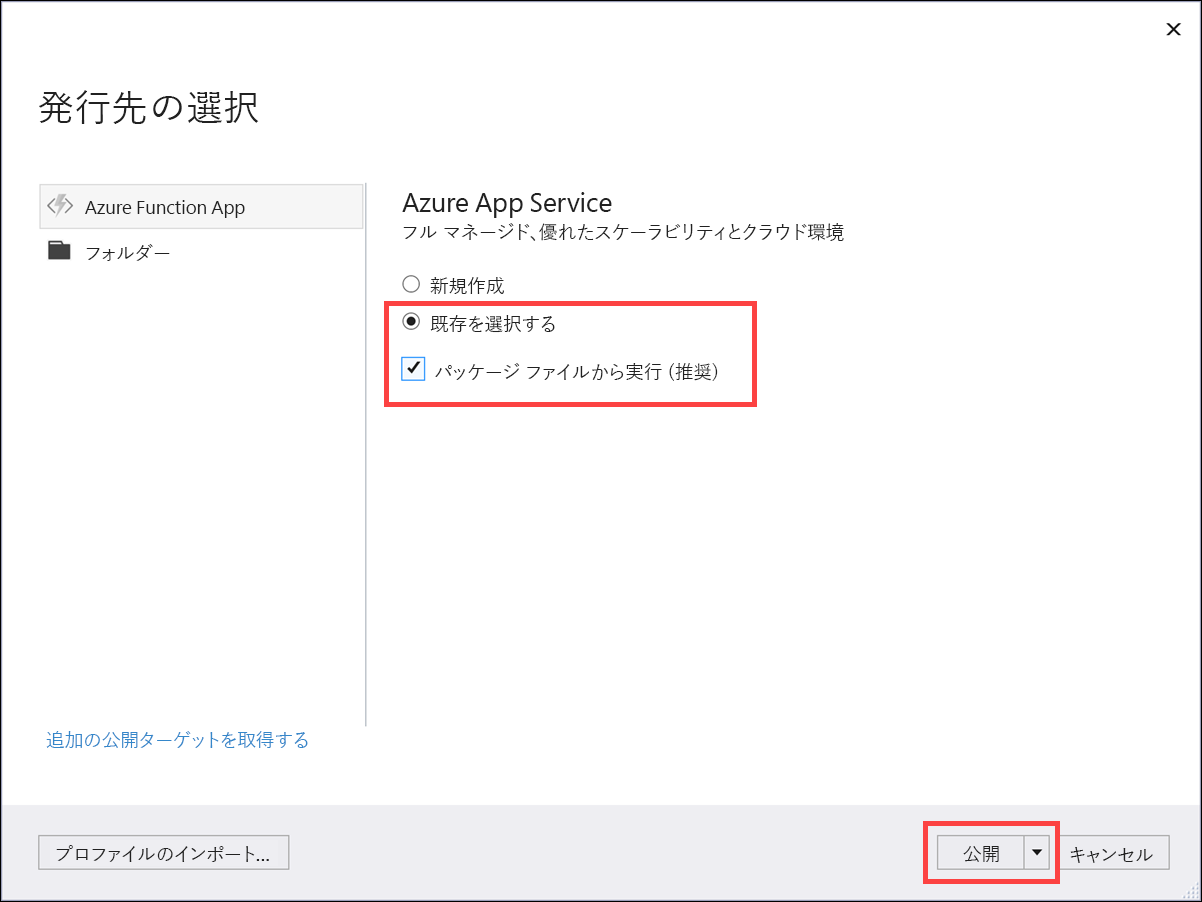 発行先の選択
Azure Function App
フォルダー
追加の公開ターゲットを取得する
Azure App Service
フル マネージド、優れたスケーラビリティとクラウド環境
新規作成
既存を選択する
パッケージ ファイルから実行 (推奨)
プロファイルのインポート...
公開
キャンセル